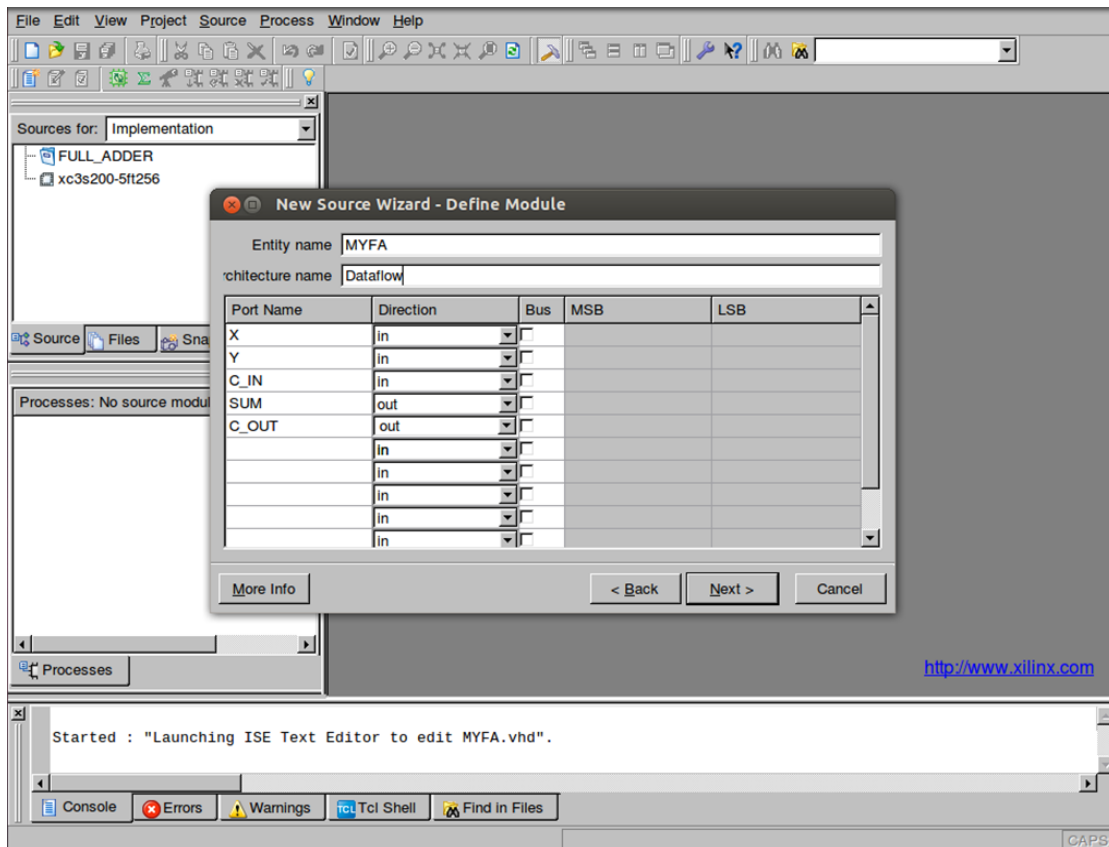 File Edit View Project Source Process Window Help
Sources for: Implementation
FULL_ADDER
xc3s200-5ft256
Source Files Sna
Processes: No source modul
Processes
New Source Wizard - Define Module
Entity name MYFA
rchitecture name Dataflow
Port Name Direction Bus MSB LSB
X in
Y in
C_IN in
SUM out
C_OUT out
in
in
in
in
in
More Info < Back Next > Cancel
http://www.xilinx.com
Started : "Launching ISE Text Editor to edit MYFA.vhd".
Console Errors Warnings TCL Tcl Shell Find in Files
CAPS